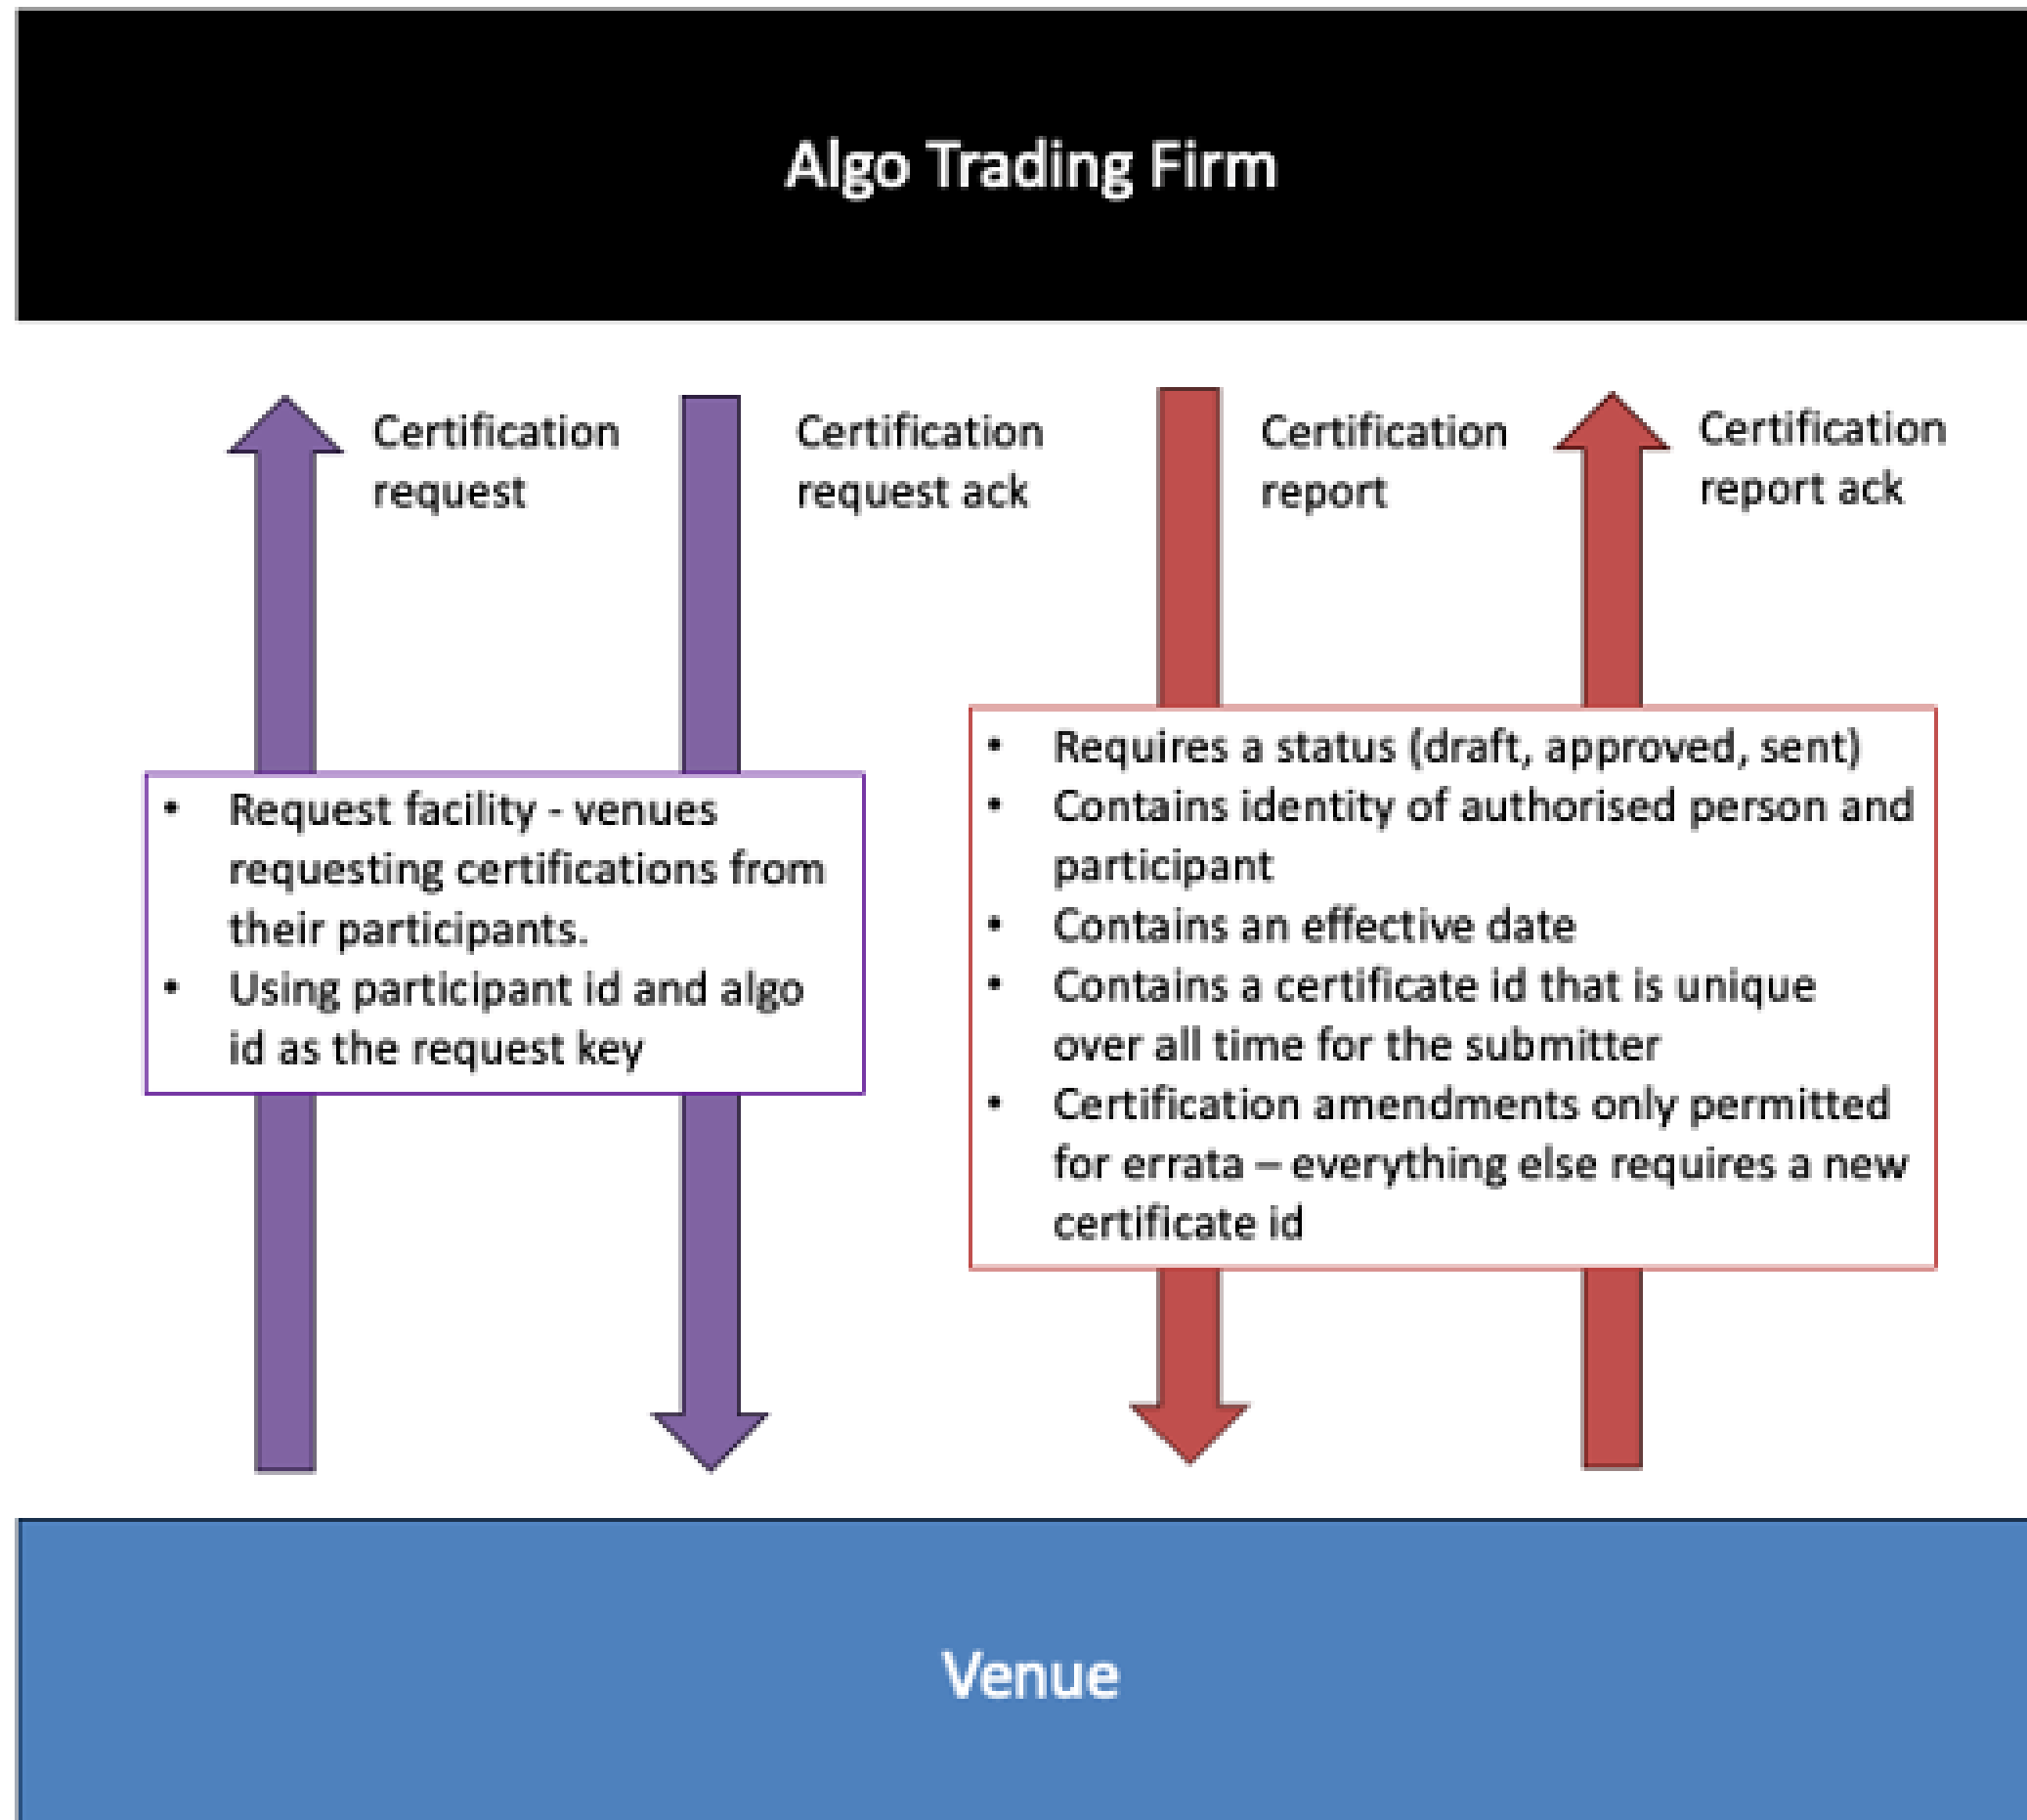 Algo Trading Firm
Certification
request
Certification
request ack
Certification
report
Certification
report ack
• Request facility - venues
requesting certifications from
their participants.
• Using participant id and algo
id as the request key
• Requires a status (draft, approved, sent)
• Contains identity of authorised person and
participant
• Contains an effective date
• Contains a certificate id that is unique
over all time for the submitter
• Certification amendments only permitted
for errata – everything else requires a new
certificate id
Venue